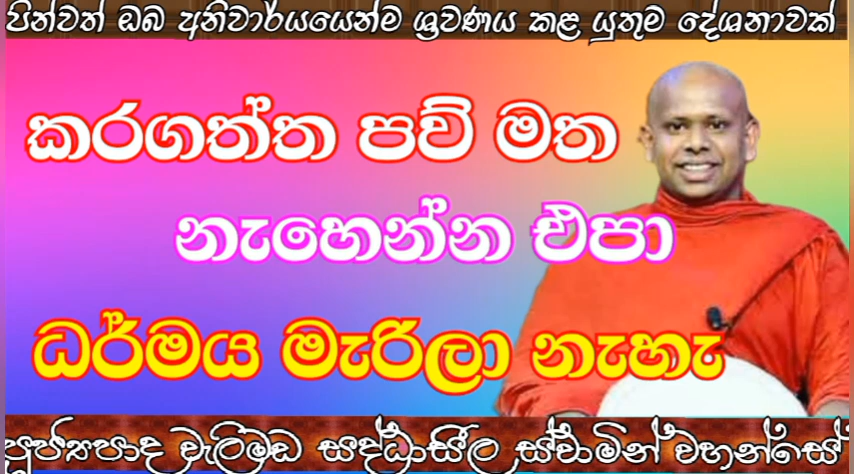 පින්වත් ඔබ අනිවාර්යයෙන්ම ශ්‍රවණය කළ යුතුම දේශනාවක්
කරගත්ත පව් මත
නැහෙන්න එපා
ධර්මය මැරිලා නැහැ
පූජ්‍යපාද වැලිමඩ සද්ධාසීල ස්වාමින් වහන්සේ